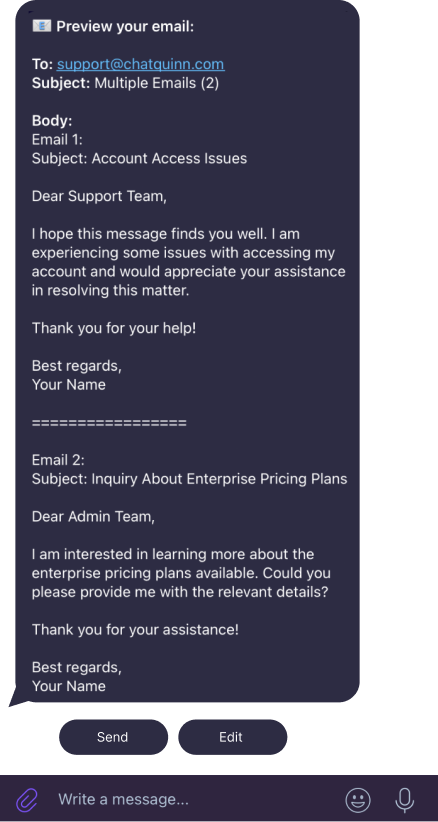 Preview your email:
To: support@chatquinn.com
Subject: Multiple Emails (2)
Body:
Email 1:
Subject: Account Access Issues
Dear Support Team,
I hope this message finds you well. I am
experiencing some issues with accessing my
account and would appreciate your assistance
in resolving this matter.
Thank you for your help!
Best regards,
Your Name
=================
Email 2:
Subject: Inquiry About Enterprise Pricing Plans
Dear Admin Team,
I am interested in learning more about the
enterprise pricing plans available. Could you
please provide me with the relevant details?
Thank you for your assistance!
Best regards,
Your Name
Send Edit
Write a message...